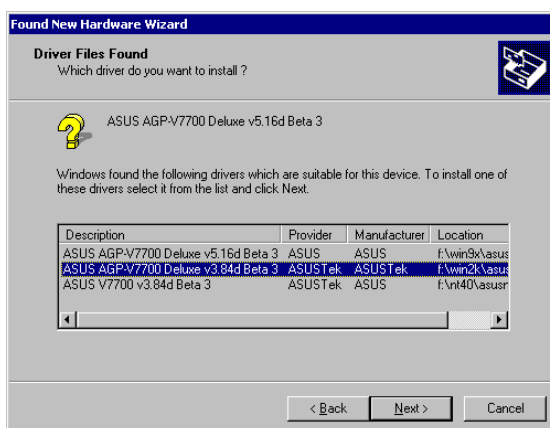 Found New Hardware Wizard
Driver Files Found
Which driver do you want to install ?
ASUS AGP-V7700 Deluxe v5.16d Beta 3
Windows found the following drivers which are suitable for this device. To install one of
these drivers select it from the list and click Next.
Description Provider Manufacturer Location
ASUS AGP-V7700 Deluxe v5.16d Beta 3 ASUS ASUS f:\win9x\asus
ASUS AGP-V7700 Deluxe v3.84d Beta 3 ASUSTek ASUSTek f:\win2k\asus
ASUS V7700 v3.84d Beta 3 ASUSTek ASUS f:\nt40\asusr
< Back Next > Cancel